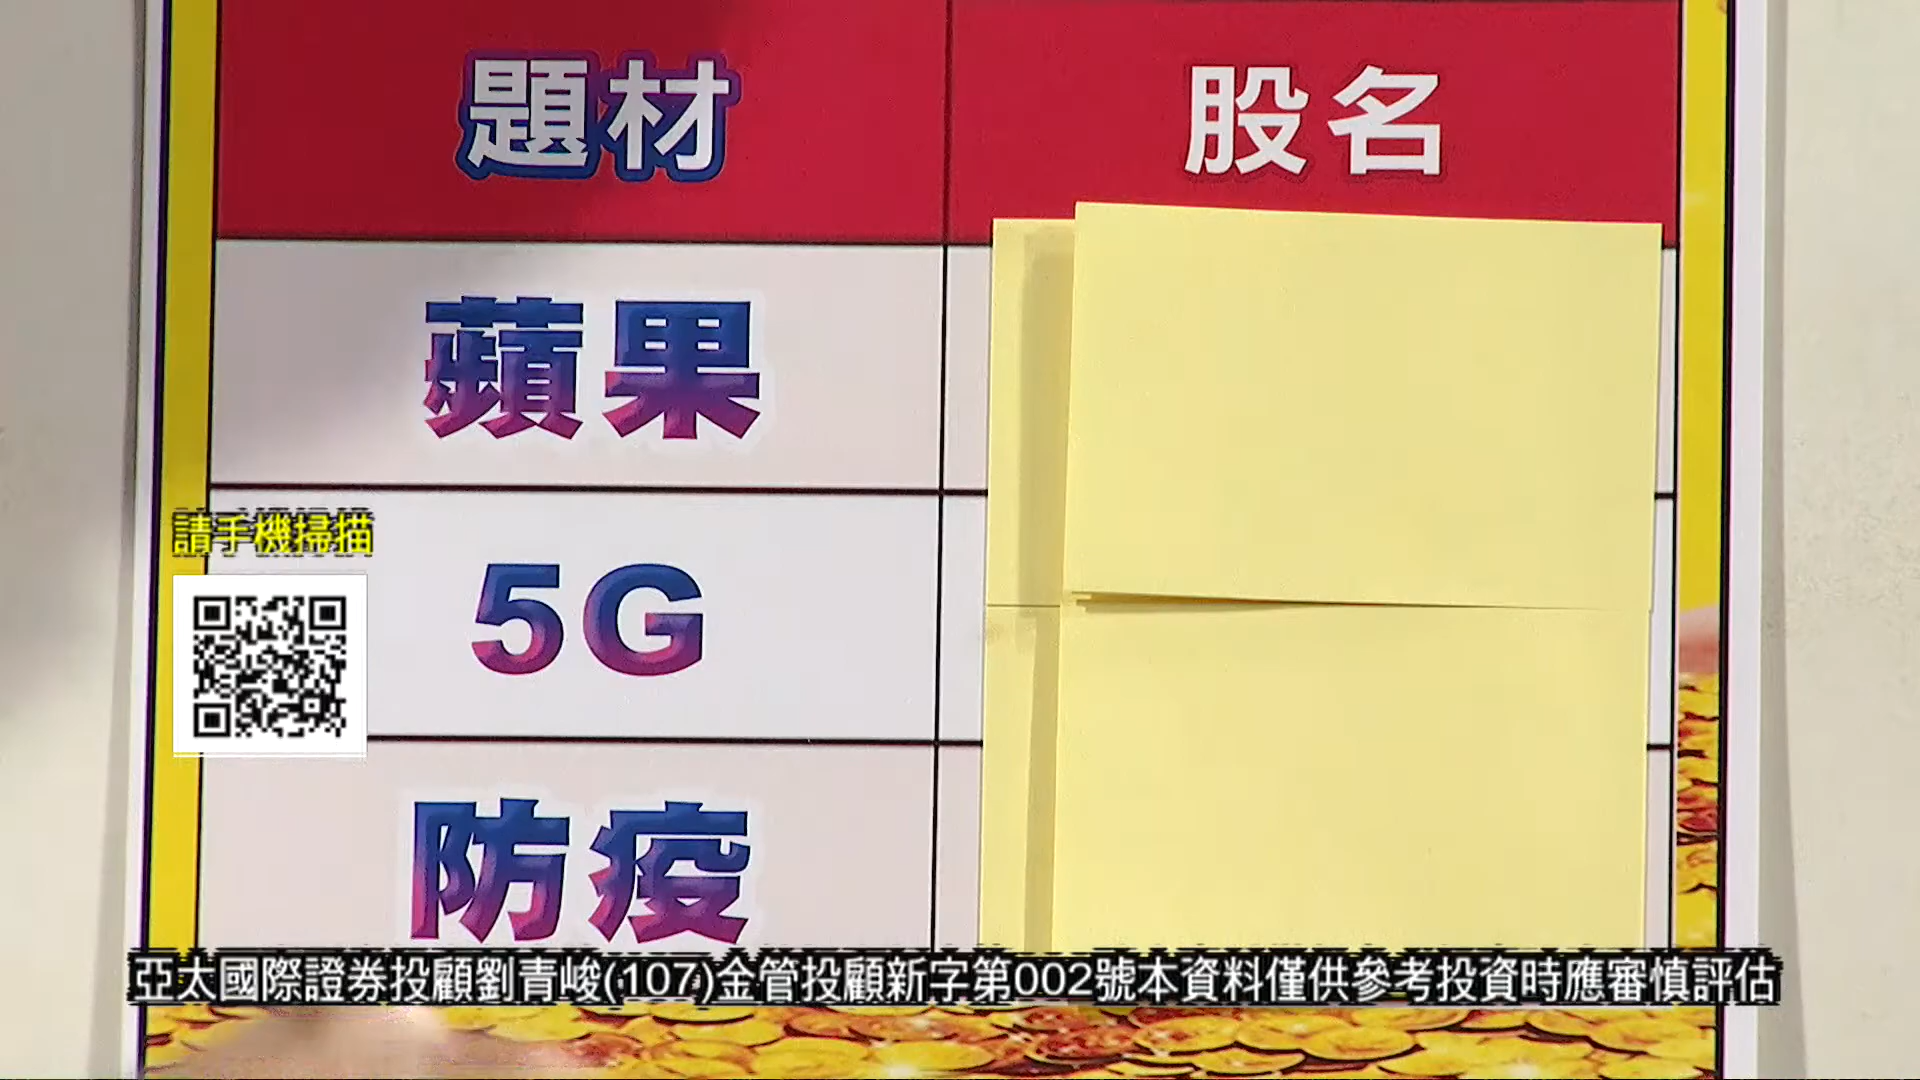 題材 股名
蘋果
請手機掃描
5G
防疫
亞太國際證券投顧劉青峻(107)金管投顧新字第002號本資料僅供參考投資時應審慎評估